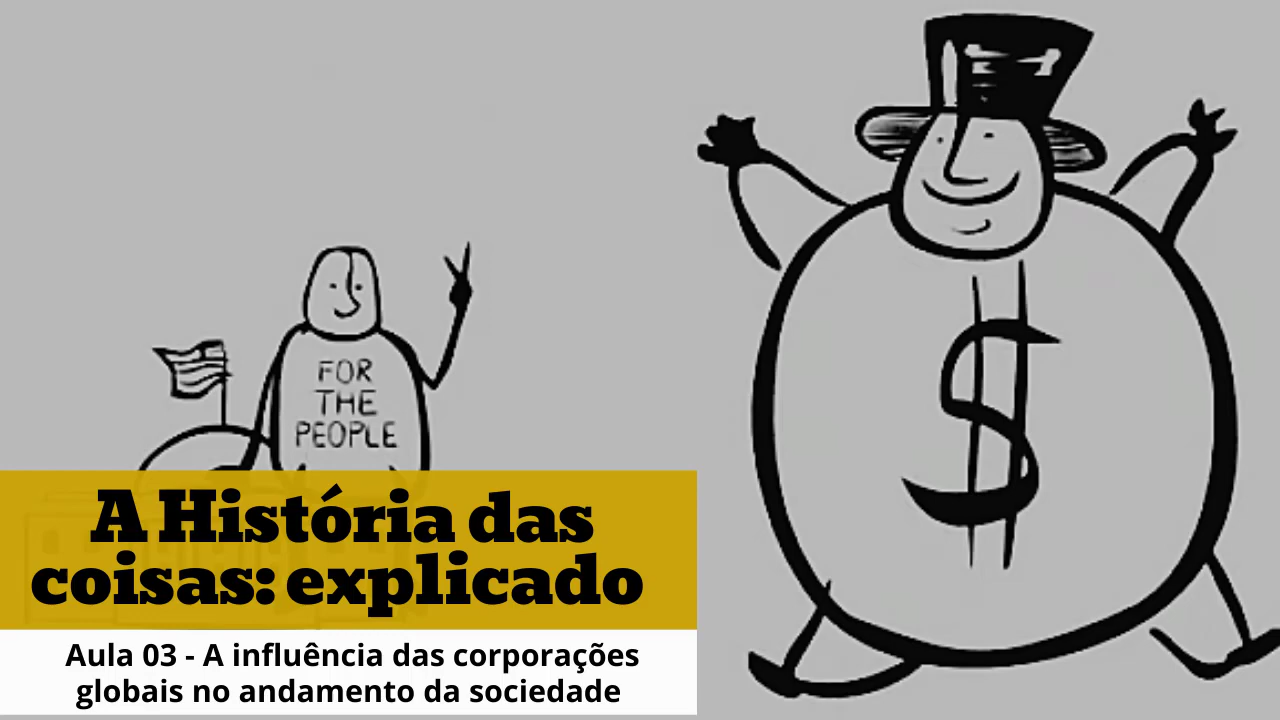 FOR
THE
PEOPLE
$
A História das
coisas: explicado
Aula 03 - A influência das corporações
globais no andamento da sociedade